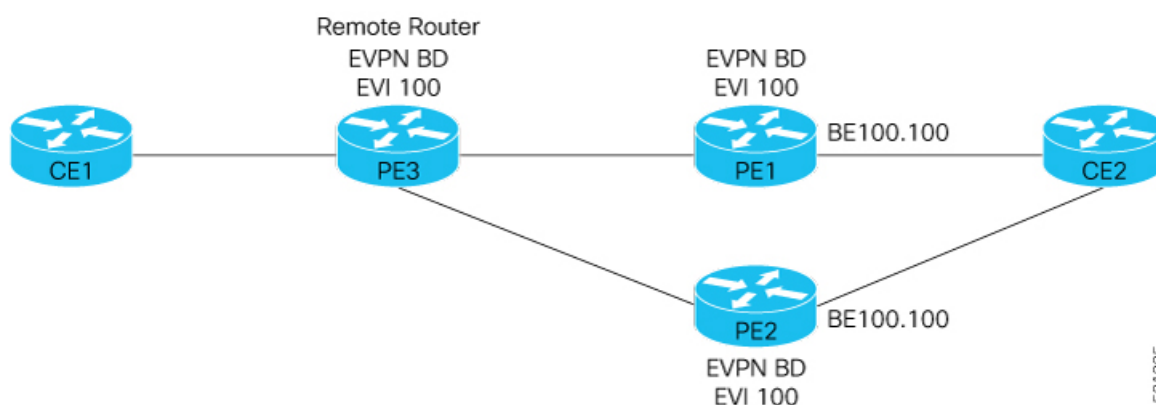 Remote Router
EVPN BD
EVI 100
EVPN BD
EVI 100
BE100.100
CE1
PE3
PE1
CE2
PE2
BE100.100
EVPN BD
EVI 100